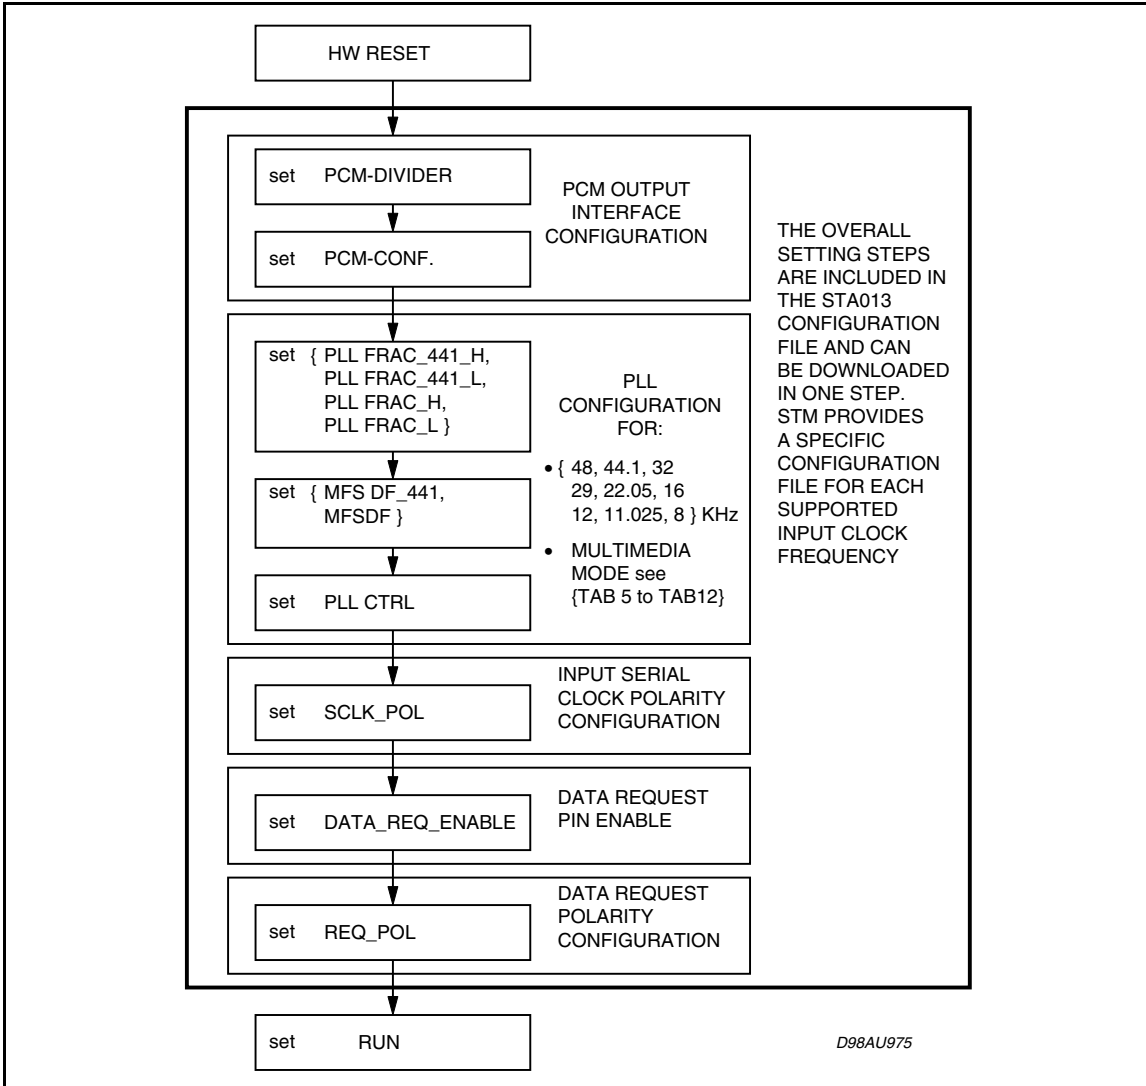 HW RESET
set PCM-DIVIDER
set PCM-CONF.
PCM OUTPUT
INTERFACE
CONFIGURATION
set { PLL FRAC_441_H,
PLL FRAC_441_L,
PLL FRAC_H,
PLL FRAC_L }
set { MFS DF_441,
MFSDF }
set PLL CTRL
PLL
CONFIGURATION
FOR:
• { 48, 44.1, 32
29, 22.05, 16
12, 11.025, 8 } KHz
• MULTIMEDIA
MODE see
{TAB 5 to TAB12}
set SCLK_POL
INPUT SERIAL
CLOCK POLARITY
CONFIGURATION
set DATA_REQ_ENABLE
DATA REQUEST
PIN ENABLE
set REQ_POL
DATA REQUEST
POLARITY
CONFIGURATION
THE OVERALL
SETTING STEPS
ARE INCLUDED IN
THE STA013
CONFIGURATION
FILE AND CAN
BE DOWNLOADED
IN ONE STEP.
STM PROVIDES
A SPECIFIC
CONFIGURATION
FILE FOR EACH
SUPPORTED
INPUT CLOCK
FREQUENCY
set RUN
D98AU975